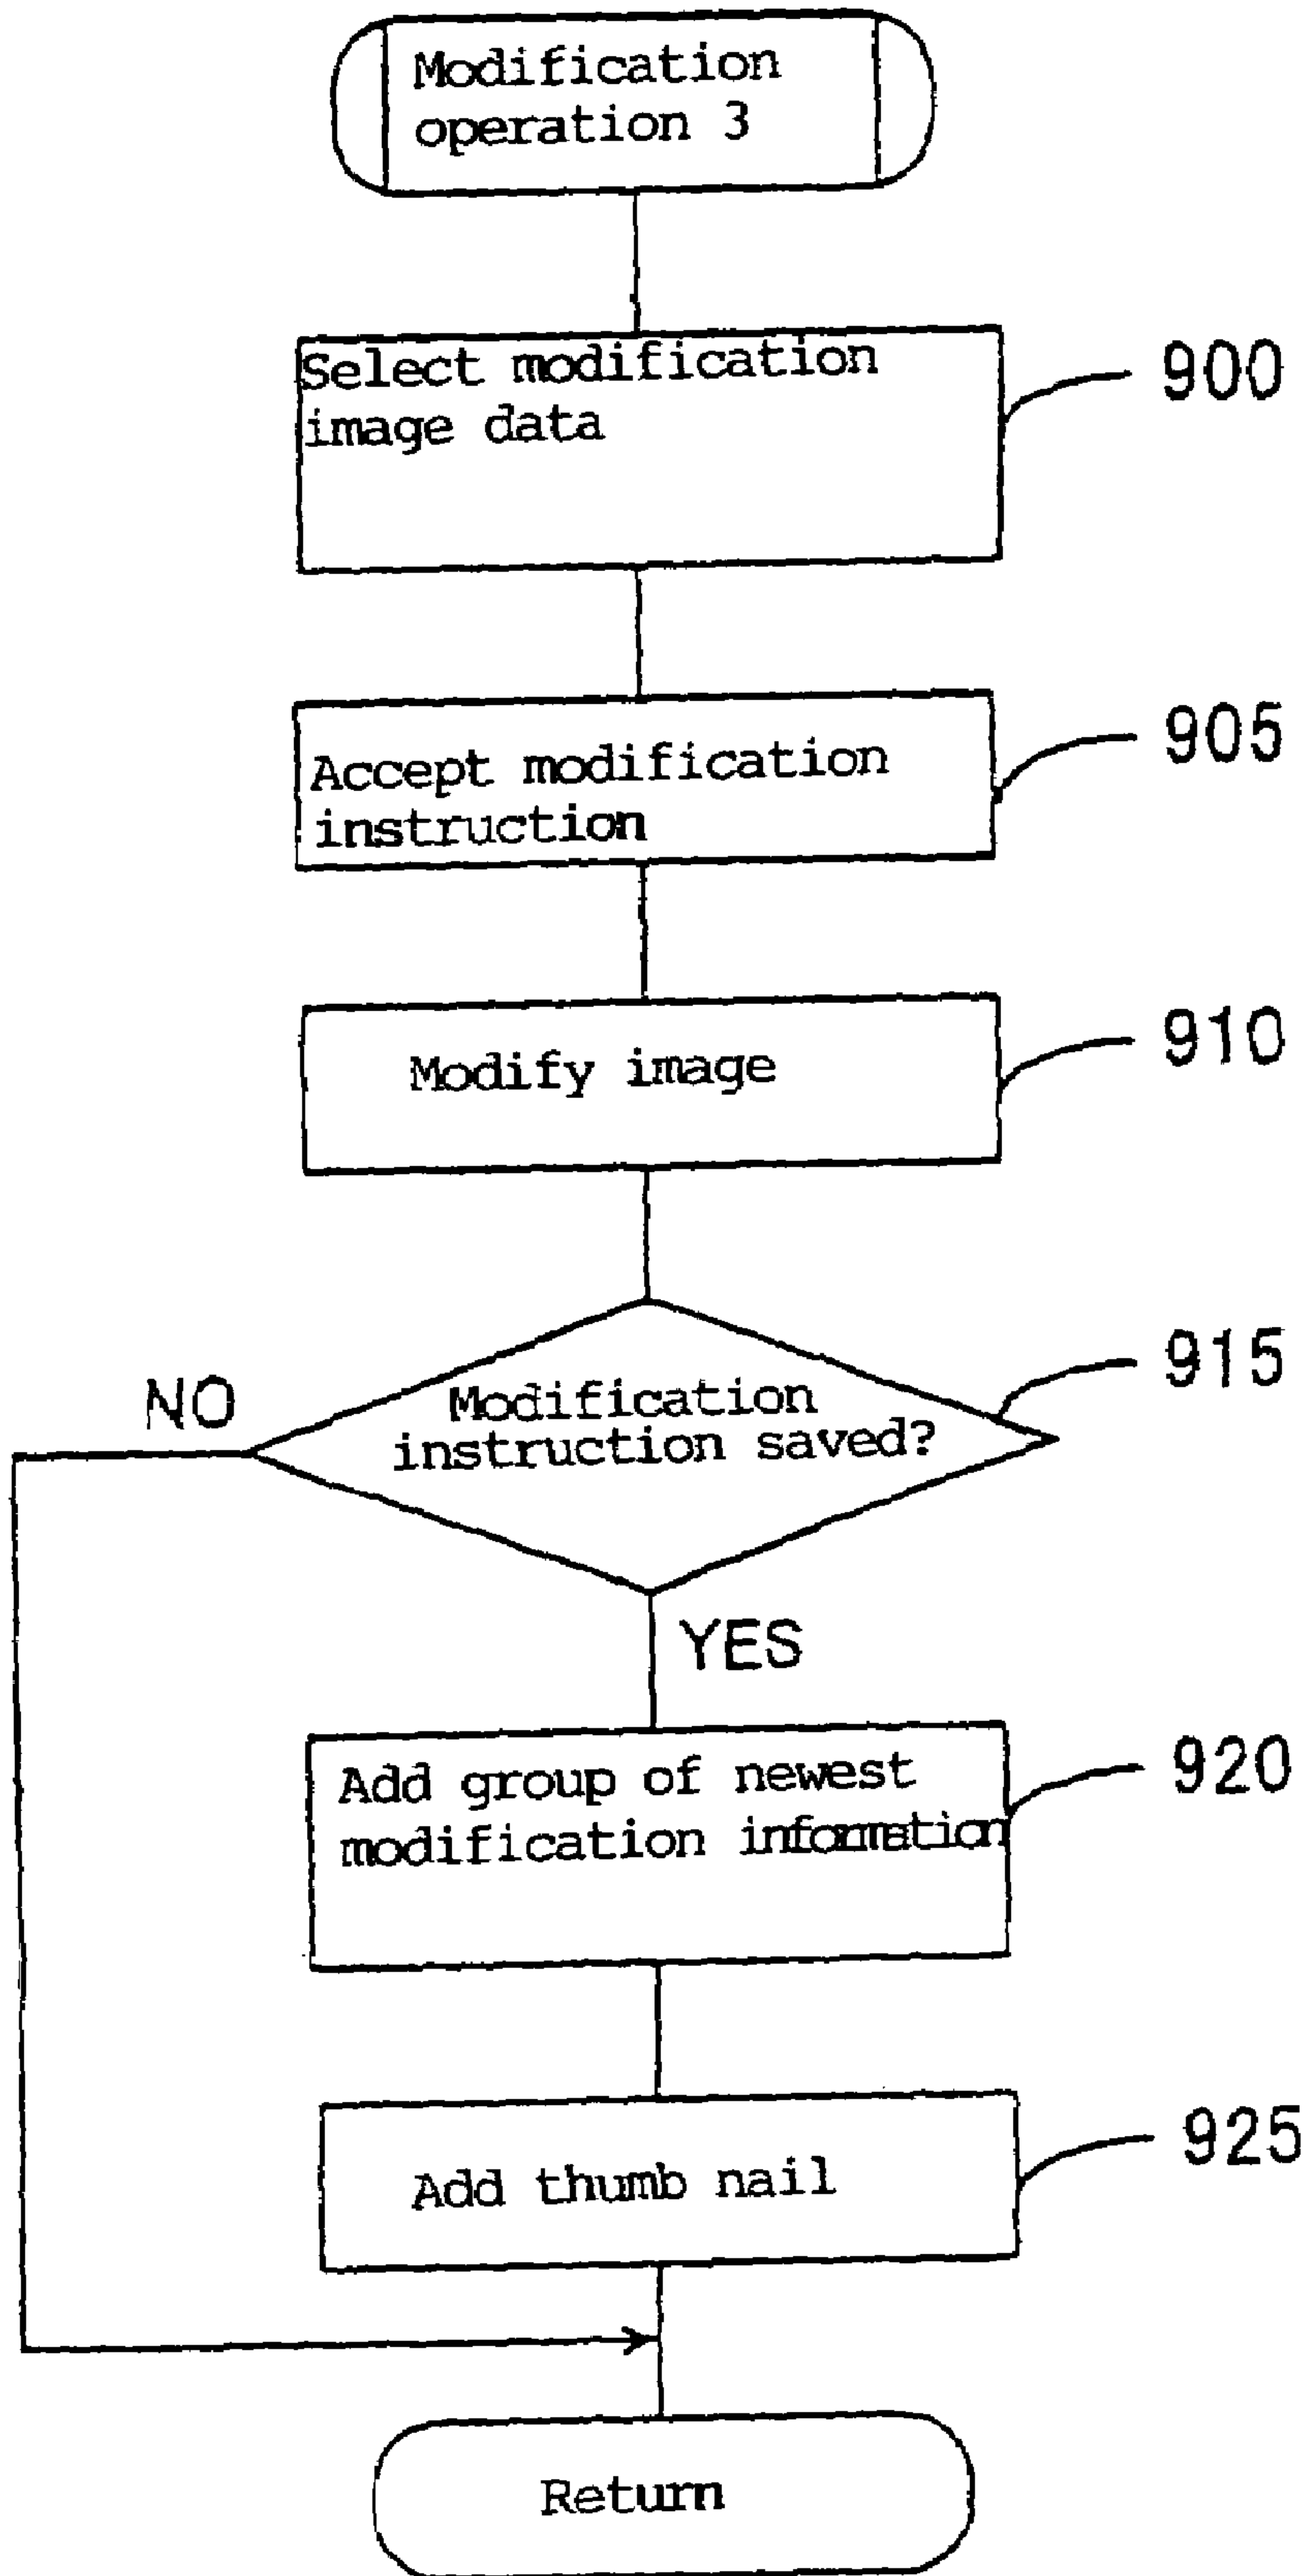 Modification
operation 3
Select modification
image data
900
Accept modification
instruction
905
Modify image
910
NO
Modification
instruction saved?
915
YES
Add group of newest
modification information
920
Add thumb nail
925
Return